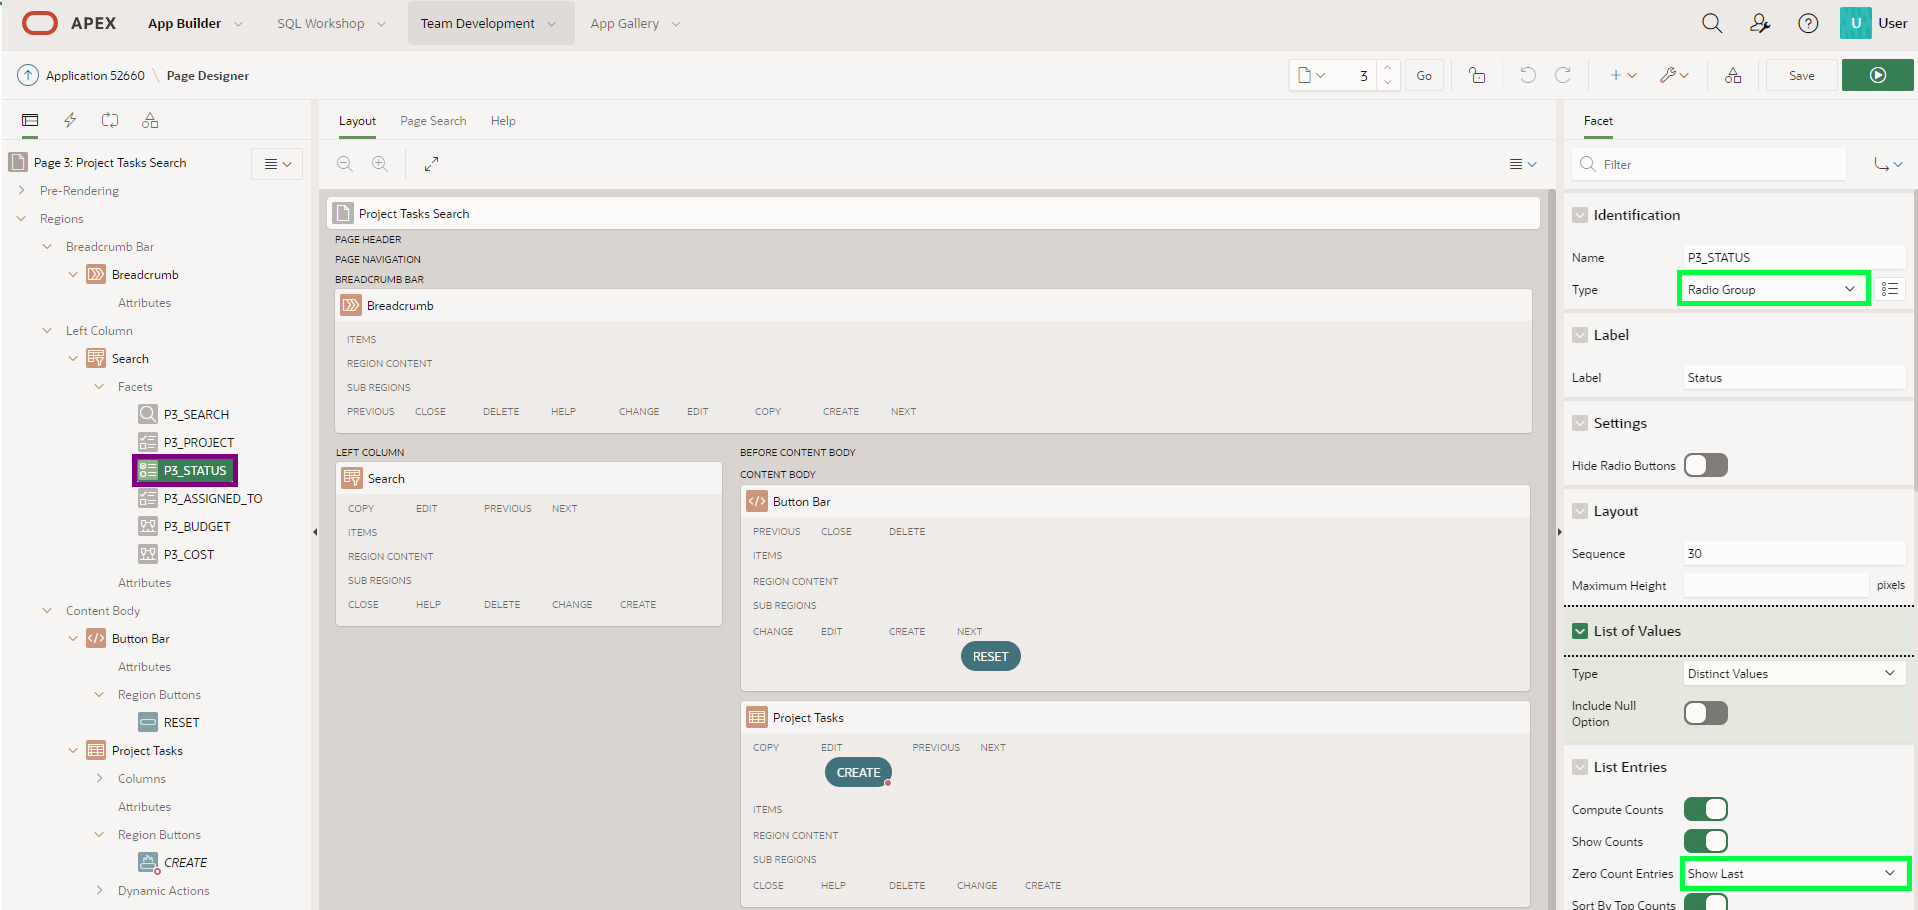 APEX App Builder SQL Workshop Team Development App Gallery U User
Application 52660 \ Page Designer 3 Go Save
Layout Page Search Help
Facet
Page 3: Project Tasks Search
Filter
Pre-Rendering
Regions
Breadcrumb Bar
Breadcrumb
Attributes
Left Column
Search
Facets
P3_SEARCH
P3_PROJECT
P3_STATUS
P3_ASSIGNED_TO
P3_BUDGET
P3_COST
Attributes
Content Body
Button Bar
Attributes
Region Buttons
RESET
Project Tasks
Columns
Attributes
Region Buttons
CREATE
Dynamic Actions
Project Tasks Search
PAGE HEADER
PAGE NAVIGATION
BREADCRUMB BAR
Breadcrumb
ITEMS
REGION CONTENT
SUB REGIONS
PREVIOUS CLOSE DELETE HELP CHANGE EDIT COPY CREATE NEXT
LEFT COLUMN
Search
COPY EDIT PREVIOUS NEXT
ITEMS
REGION CONTENT
SUB REGIONS
CLOSE HELP DELETE CHANGE CREATE
BEFORE CONTENT BODY
CONTENT BODY
Button Bar
PREVIOUS CLOSE DELETE
ITEMS
REGION CONTENT
SUB REGIONS
CHANGE EDIT CREATE NEXT
RESET
Project Tasks
COPY EDIT PREVIOUS NEXT
CREATE
ITEMS
REGION CONTENT
SUB REGIONS
CLOSE HELP DELETE CHANGE CREATE
Identification
Name P3_STATUS
Type Radio Group
Label
Label Status
Settings
Hide Radio Buttons
Layout
Sequence 30
Maximum Height pixels
List of Values
Type Distinct Values
Include Null
Option
List Entries
Compute Counts
Show Counts
Zero Count Entries Show Last
Sort By Top Counts